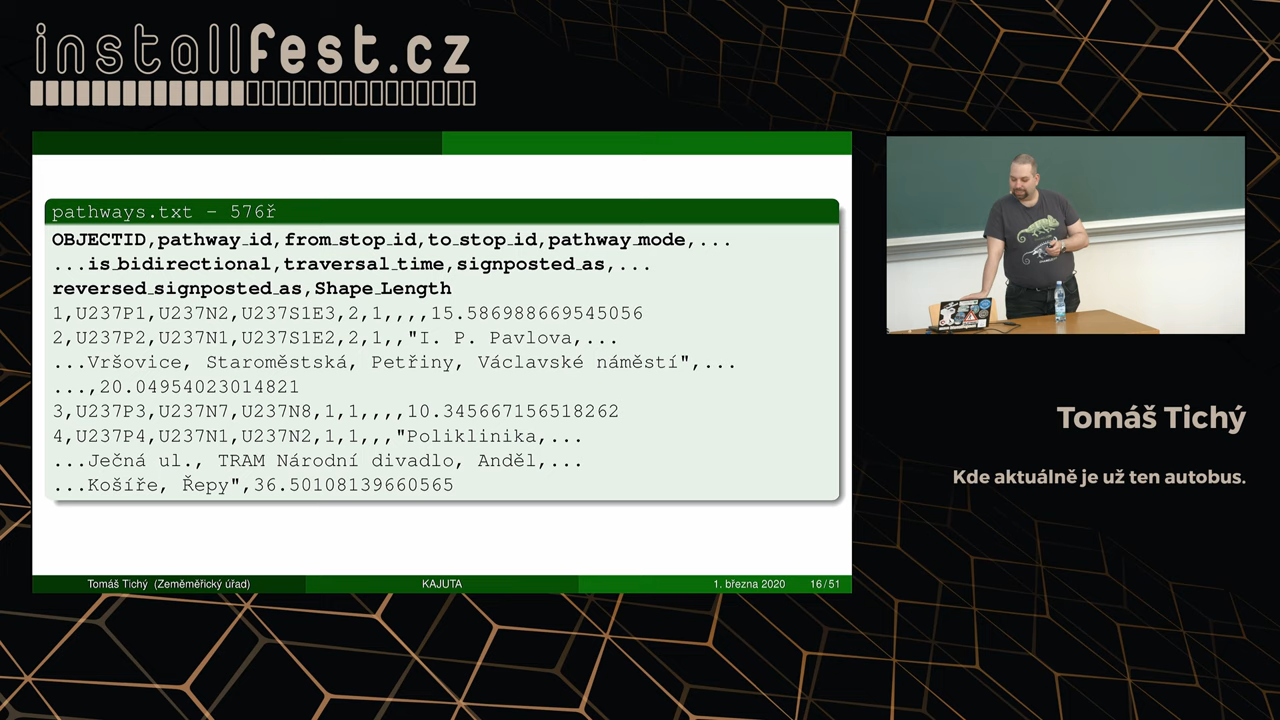 installfest.cz
pathways.txt - 576ř
OBJECTID,pathway_id,from_stop_id,to_stop_id,pathway_mode,...
...is_bidirectional,traversal_time,signposted_as,...
reversed_signposted_as,Shape_Length
1,U237P1,U237N2,U237S1E3,2,1,,,,15.586988669545056
2,U237P2,U237N1,U237S1E2,2,1,,"I. P. Pavlova,...
...Vršovice, Staroměstská, Petřiny, Václavské náměstí",...
...,20.04954023014821
3,U237P3,U237N7,U237N8,1,1,,,,10.345667156518262
4,U237P4,U237N1,U237N2,1,1,,,"Poliklinika,...
...Ječná ul., TRAM Národní divadlo, Anděl,...
...Košíře, Řepy",36.50108139660565
Tomáš Tichý (Zeměměřický úřad) KAJUTA 1. března 2020 16/51
Tomáš Tichý
Kde aktuálně je už ten autobus.